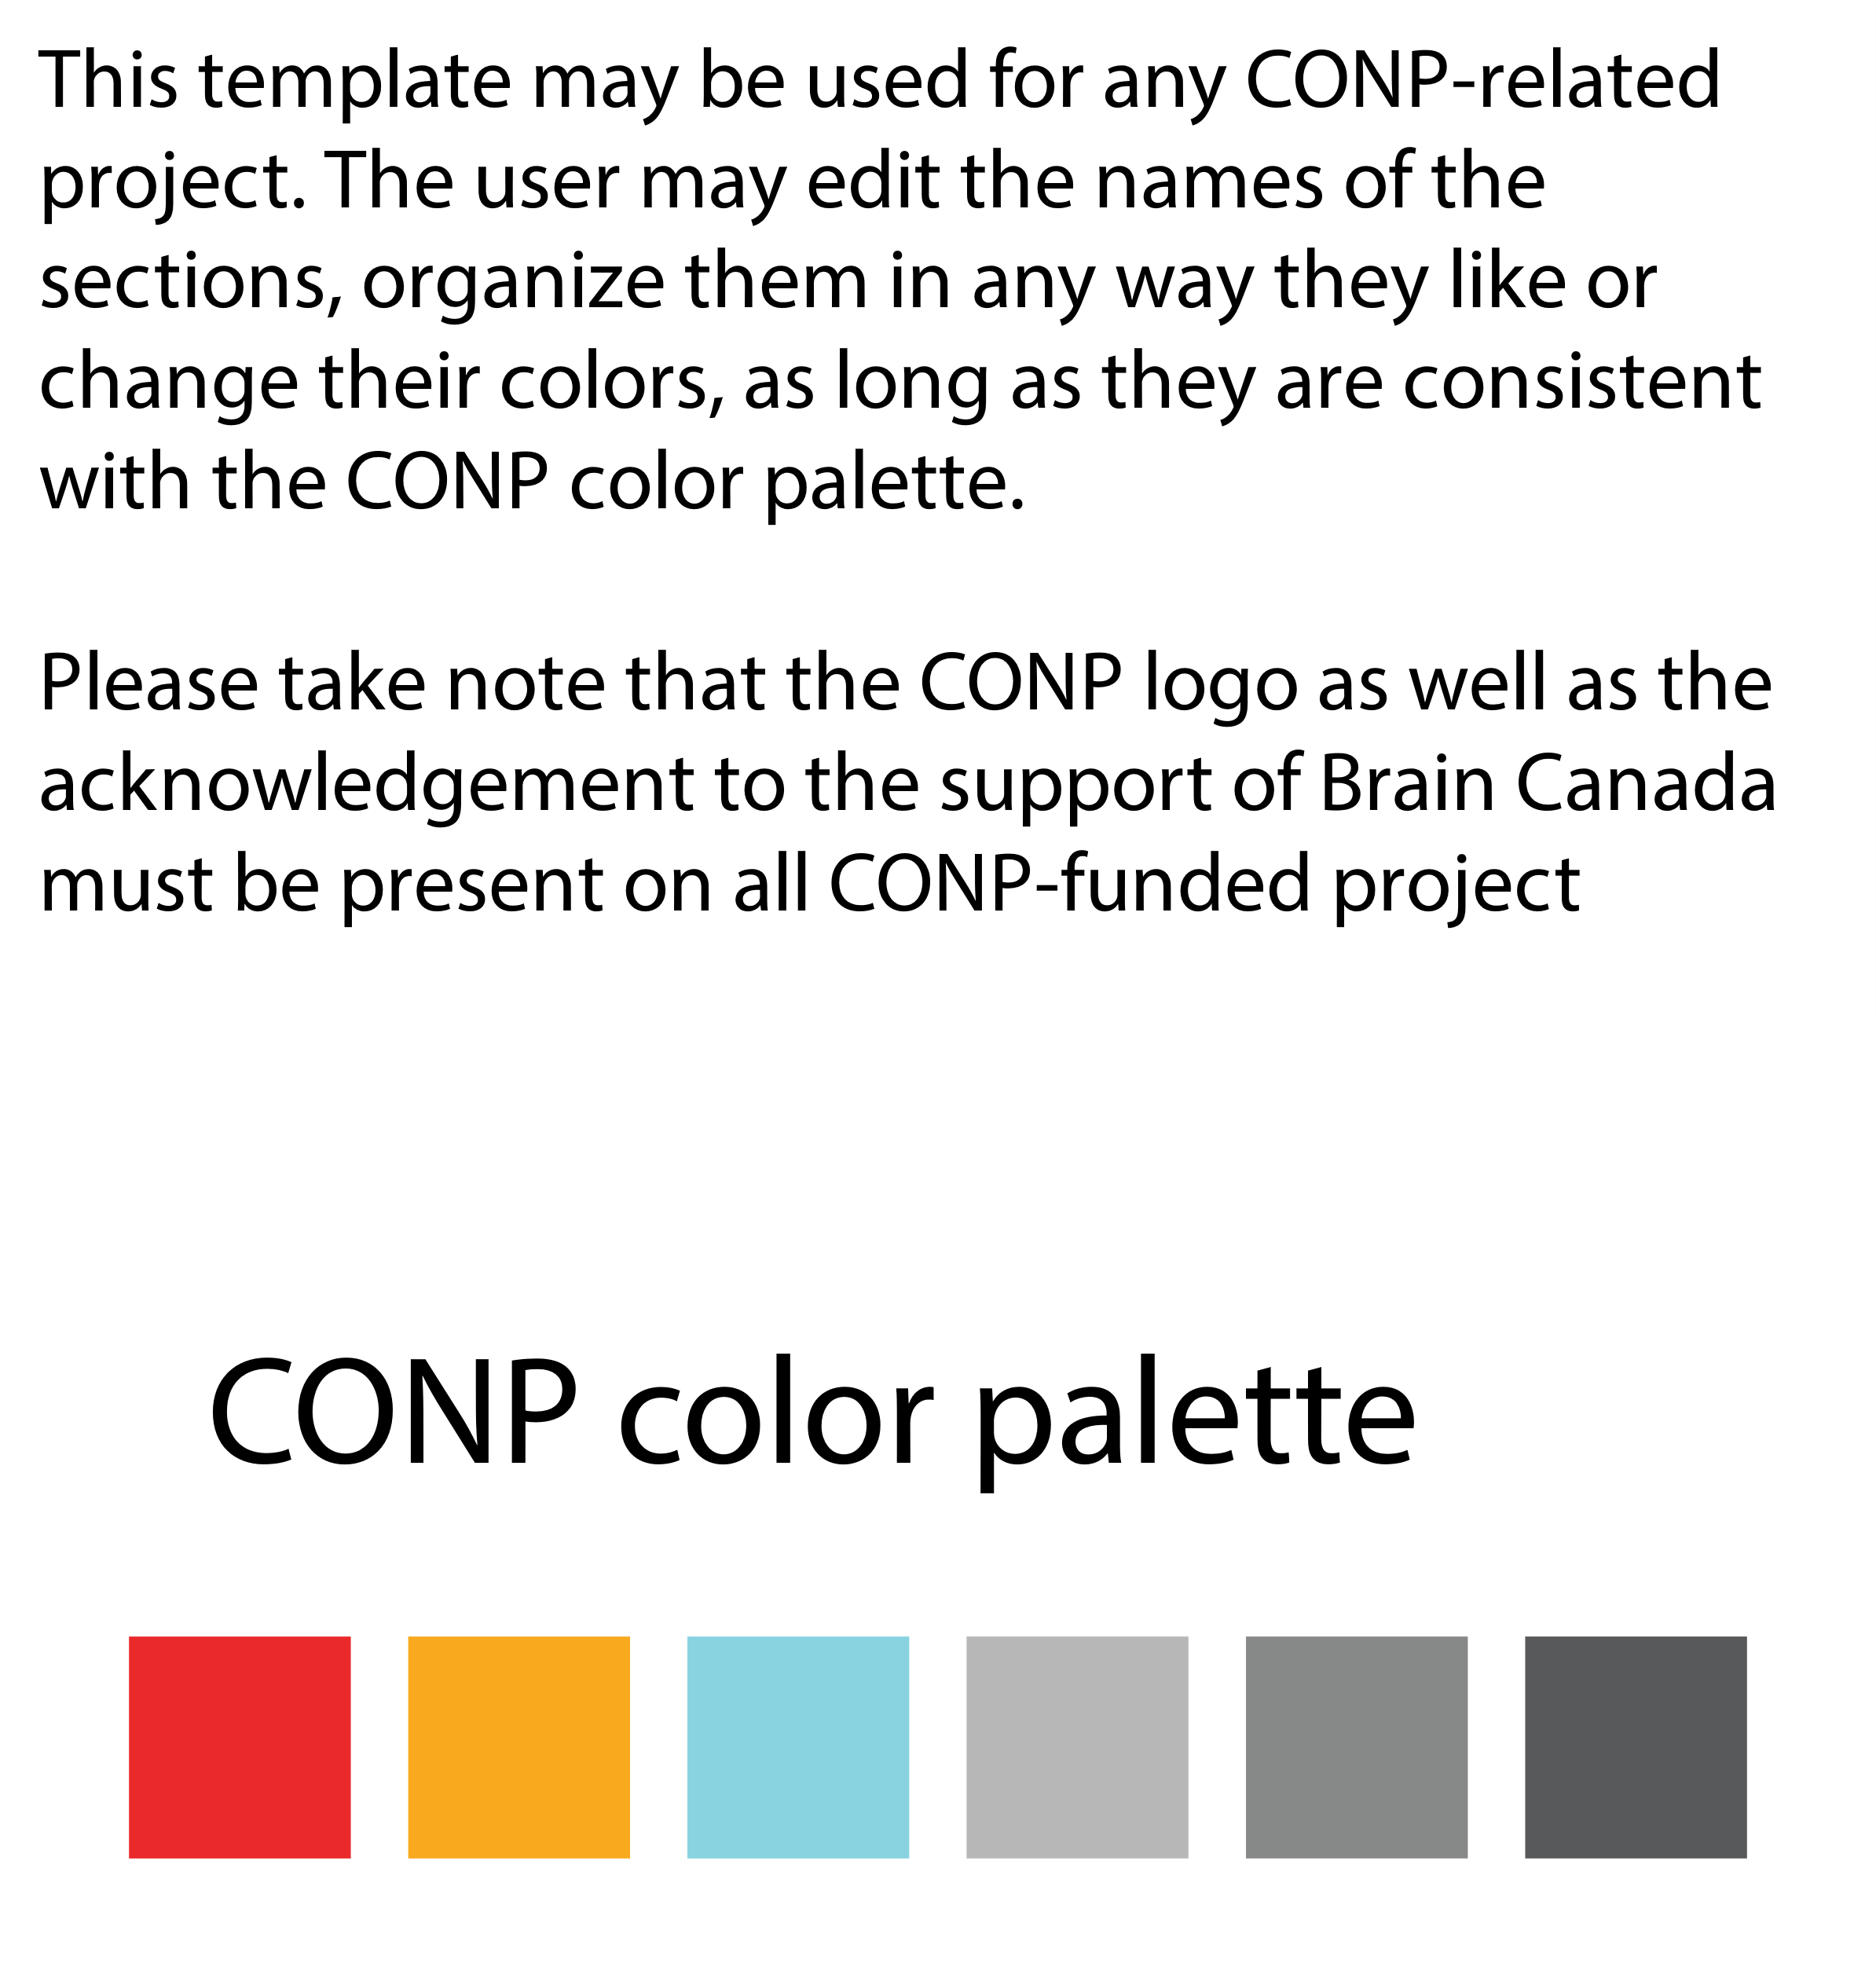 This template may be used for any CONP-related
project. The user may edit the names of the
sections, organize them in any way they like or
change their colors, as long as they are consistent
with the CONP color palette.
Please take note that the CONP logo as well as the
acknowledgement to the support of Brain Canada
must be present on all CONP-funded project
CONP color palette